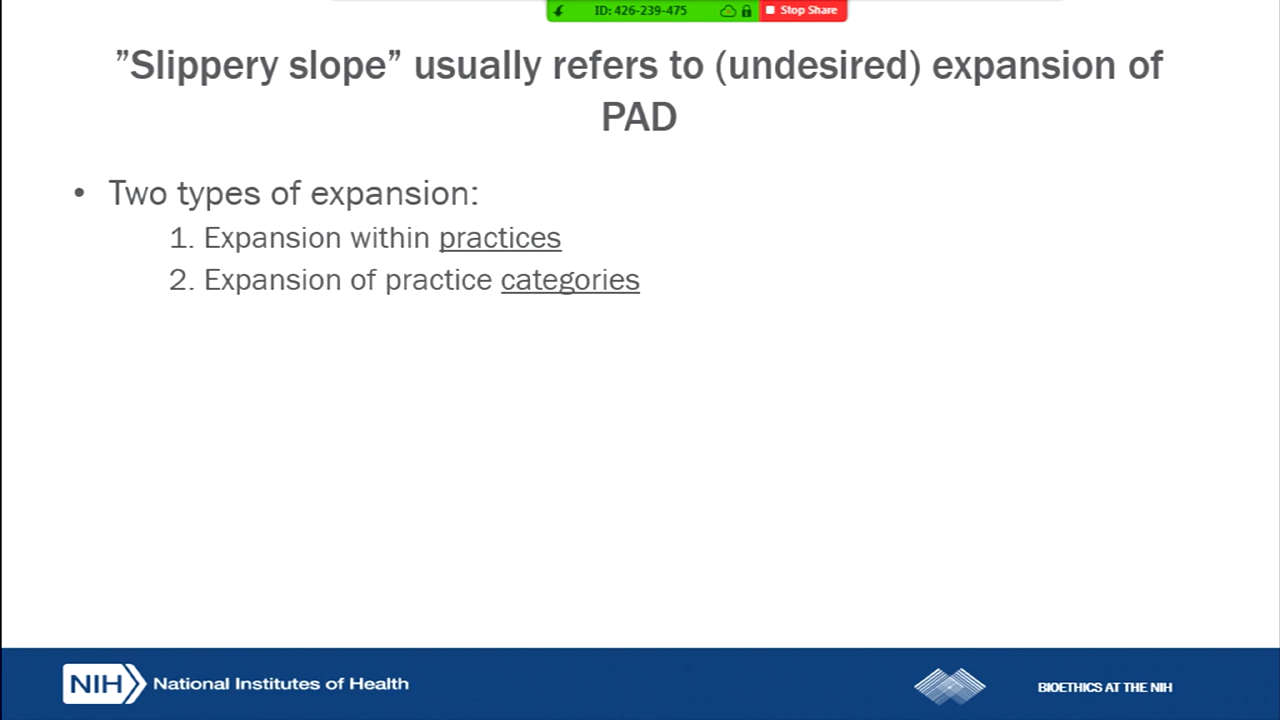 ID: 426-239-475
Stop Share
”Slippery slope” usually refers to (undesired) expansion of
PAD
• Two types of expansion:
1. Expansion within practices
2. Expansion of practice categories
NIH National Institutes of Health
BIOETHICS AT THE NIH